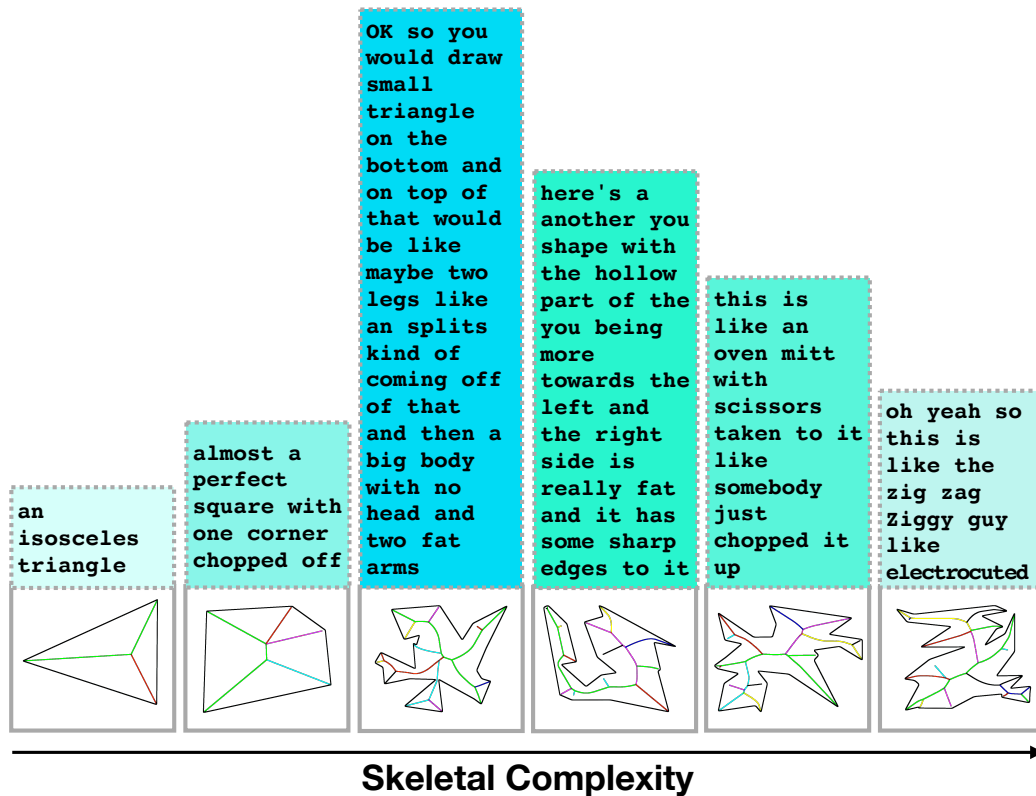 an
isosceles
triangle
almost a
perfect
square with
one corner
chopped off
OK so you
would draw
small
triangle
on the
bottom and
on top of
that would
be like
maybe two
legs like
an splits
kind of
coming off
of that
and then a
big body
with no
head and
two fat
arms
here's a
another you
shape with
the hollow
part of the
you being
more
towards the
left and
the right
side is
really fat
and it has
some sharp
edges to it
this is
like an
oven mitt
with
scissors
taken to it
like
somebody
just
chopped it
up
oh yeah so
this is
like the
zig zag
Ziggy guy
like
electrocuted
Skeletal Complexity